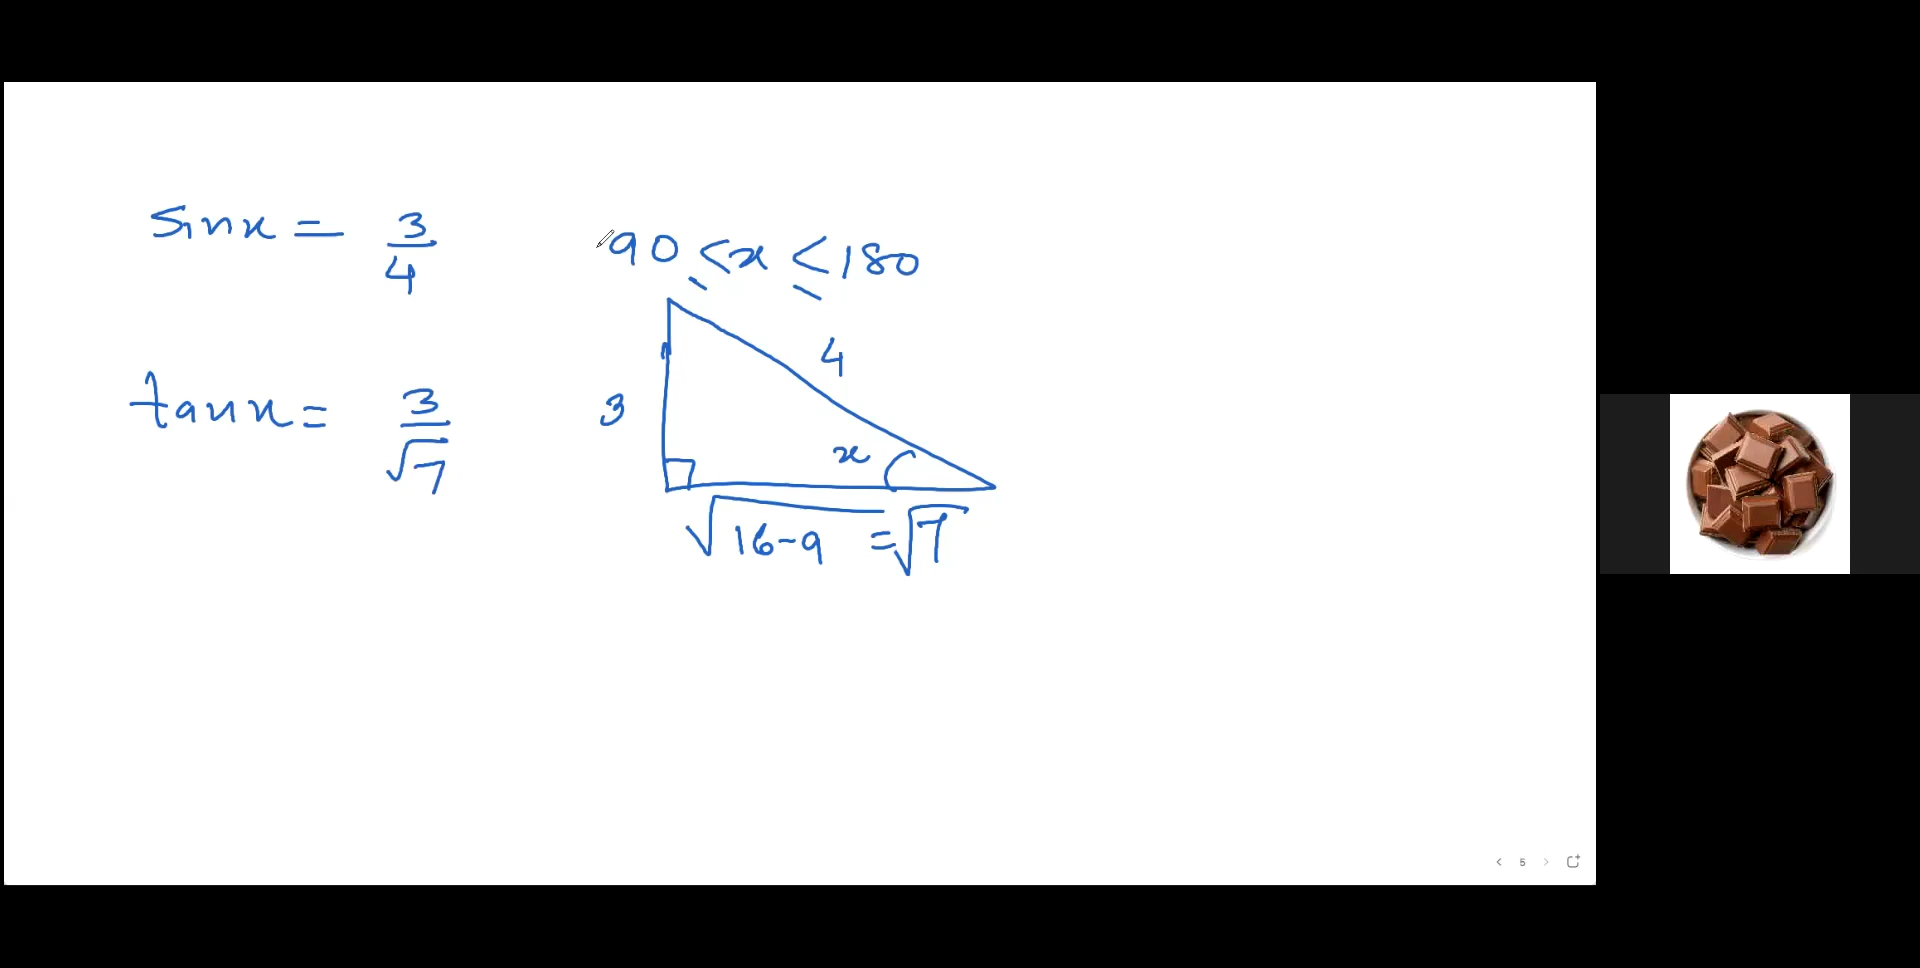 sinx = 3/4
90 ≤ x ≤ 180
4
tanx = 3/√7
3
x
√16-9 = √7
< 5 >